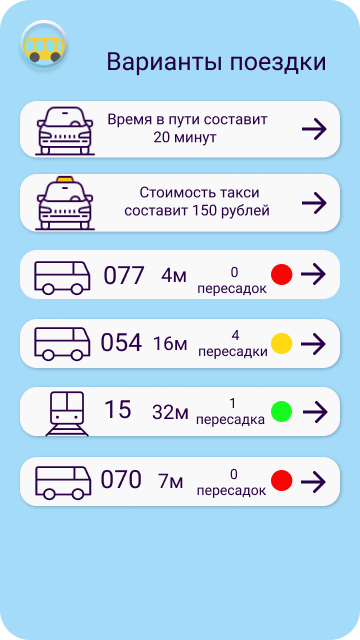 Варианты поездки
Время в пути составит
20 минут
Стоимость такси
составит 150 рублей
077 4м 0
пересадок
054 16м 4
пересадки
15 32м 1
пересадка
070 7м 0
пересадок